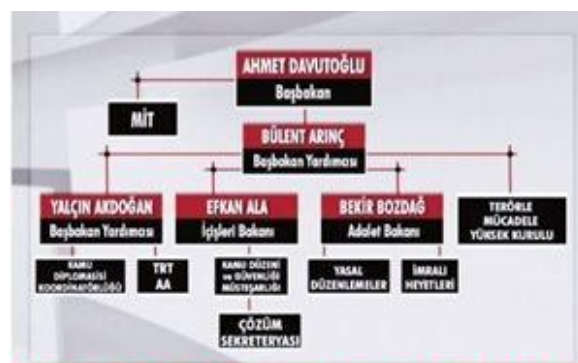 AHMET DAVUTOĞLU
Başbakan
MİT
BÜLENT ARINÇ
Başbakan Yardıması
YALÇIN AKDOĞAN
Başbakan Yardıması
EFKAN ALA
İçişleri Bakanı
BEKİR BOZDAĞ
Adalet Bakanı
TERÖRLE
MÜCADELE
YÜKSEK KURULU
KAMU
DİPLOMASİSİ
KOORDİNATÖRLÜĞÜ
TRT
AA
KAMU DÜZENİ
ve GÜVENLİĞİ
MÜSTEŞARLIĞI
YASAL
DÜZENLEMELER
İMRALI
HEYETLERİ
ÇÖZÜM
SEKRETERYASI